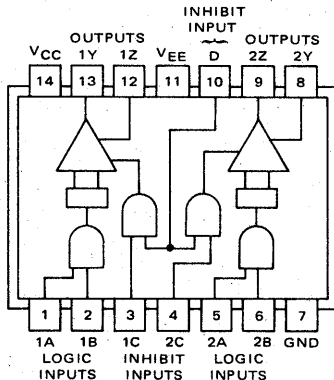 INHIBIT
OUTPUTS INPUT OUTPUTS
VCC 1Y 1Z VEE D 2Z 2Y
14 13 12 11 10 9 8
1 2 3 4 5 6 7
1A 1B 1C 2C 2A 2B GND
LOGIC INHIBIT LOGIC
INPUTS INPUTS INPUTS